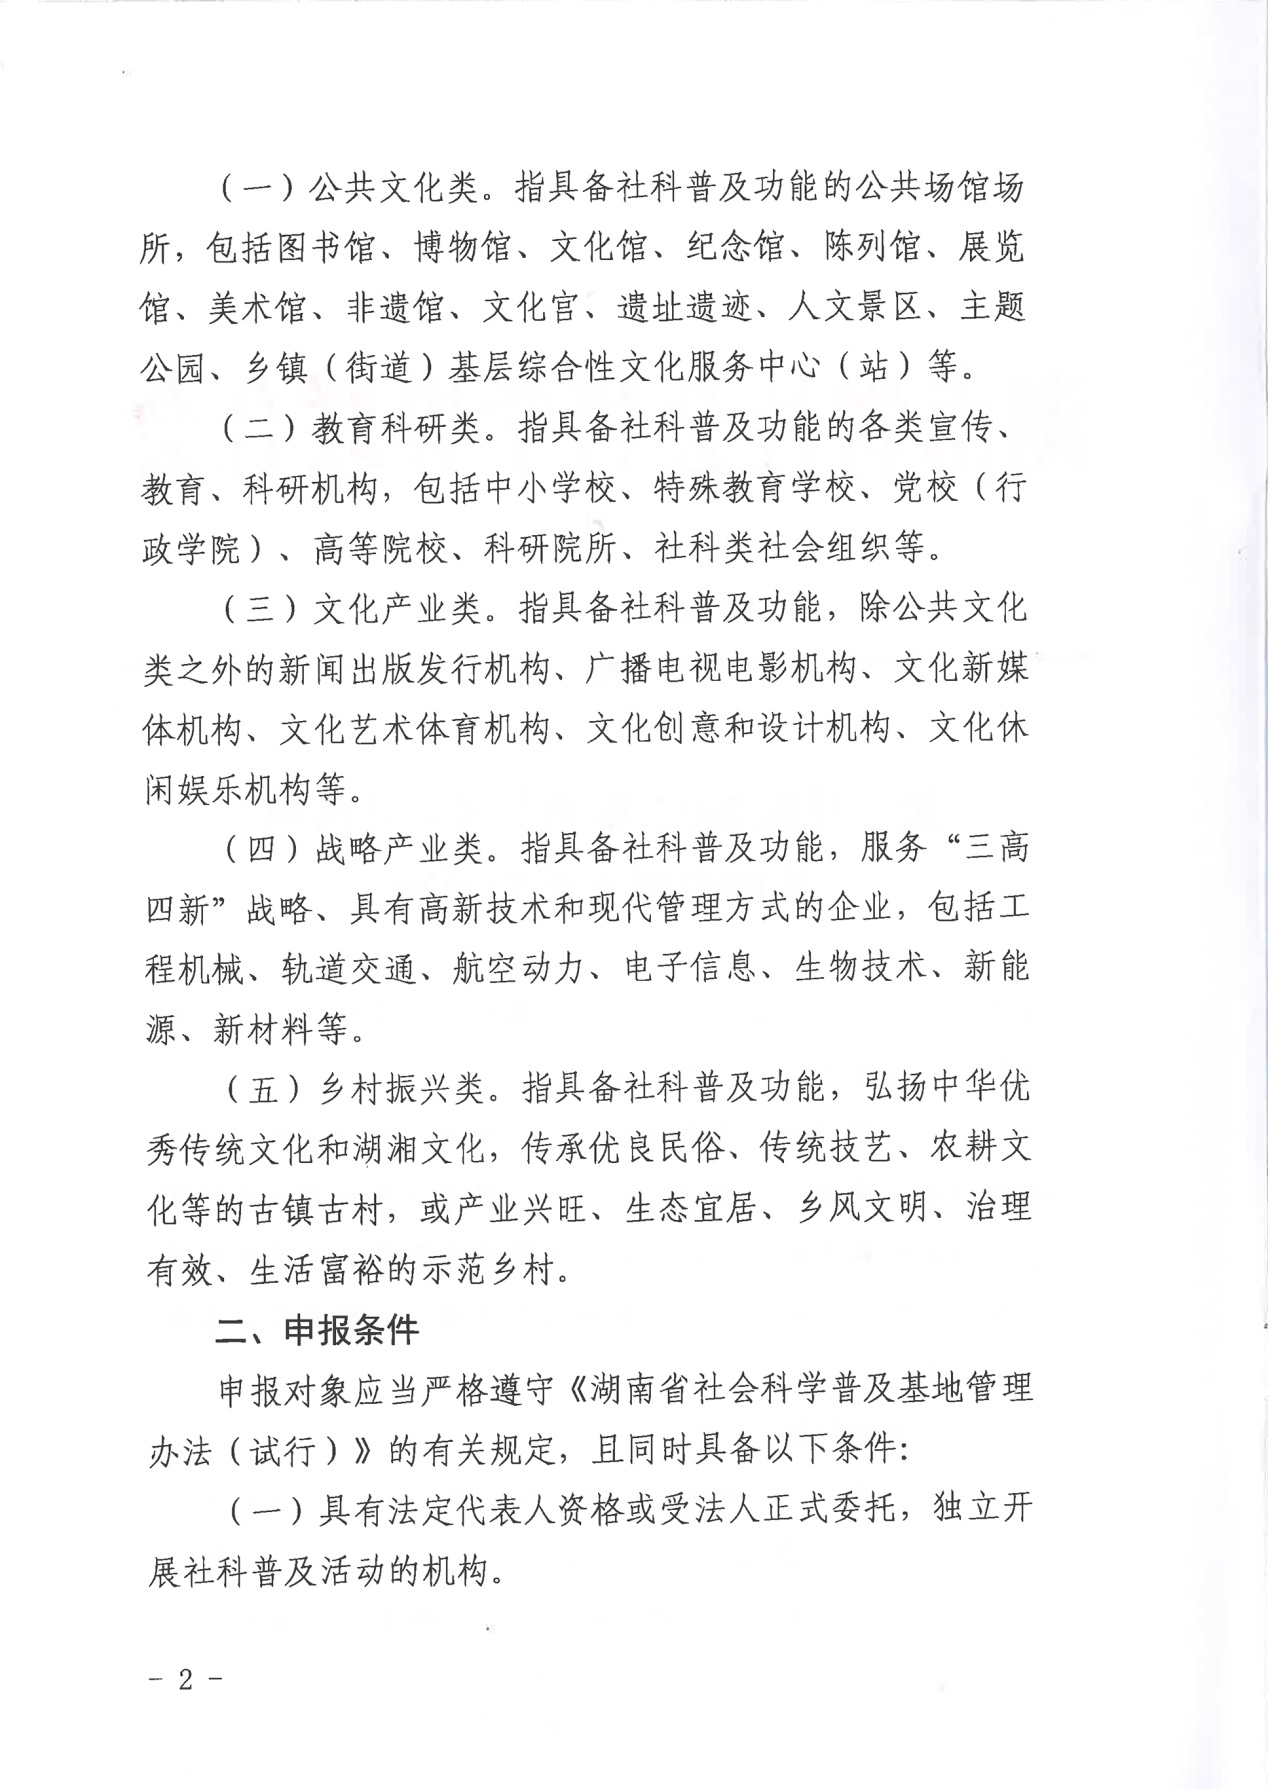 （一）公共文化类。指具备社科普及功能的公共场馆场
所，包括图书馆、博物馆、文化馆、纪念馆、陈列馆、展览
馆、美术馆、非遗馆、文化宫、遗址遗迹、人文景区、主题
公园、乡镇（街道）基层综合性文化服务中心（站）等。
（二）教育科研类。指具备社科普及功能的各类宣传、
教育、科研机构，包括中小学校、特殊教育学校、党校（行
政学院）、高等院校、科研院所、社科类社会组织等。
（三）文化产业类。指具备社科普及功能，除公共文化
类之外的新闻出版发行机构、广播电视电影机构、文化新媒
体机构、文化艺术体育机构、文化创意和设计机构、文化休
闲娱乐机构等。
（四）战略产业类。指具备社科普及功能，服务“三高
四新”战略、具有高新技术和现代管理方式的企业，包括工
程机械、轨道交通、航空动力、电子信息、生物技术、新能
源、新材料等。
（五）乡村振兴类。指具备社科普及功能，弘扬中华优
秀传统文化和湖湘文化，传承优良民俗、传统技艺、农耕文
化等的古镇古村，或产业兴旺、生态宜居、乡风文明、治理
有效、生活富裕的示范乡村。
二、申报条件
申报对象应当严格遵守《湖南省社会科学普及基地管理
办法（试行）》的有关规定，且同时具备以下条件：
（一）具有法定代表人资格或受法人正式委托，独立开
展社科普及活动的机构。
- 2 -